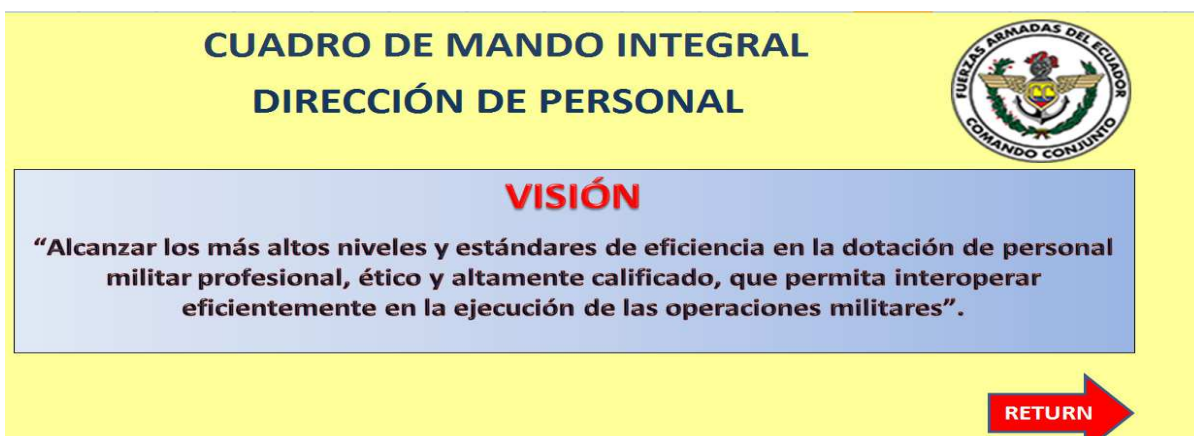 CUADRO DE MANDO INTEGRAL
DIRECCIÓN DE PERSONAL
FUERZAS ARMADAS DEL ECUADOR
COMANDO CONJUNTO
VISIÓN
“Alcanzar los más altos niveles y estándares de eficiencia en la dotación de personal
militar profesional, ético y altamente calificado, que permita interoperar
eficientemente en la ejecución de las operaciones militares”.
RETURN